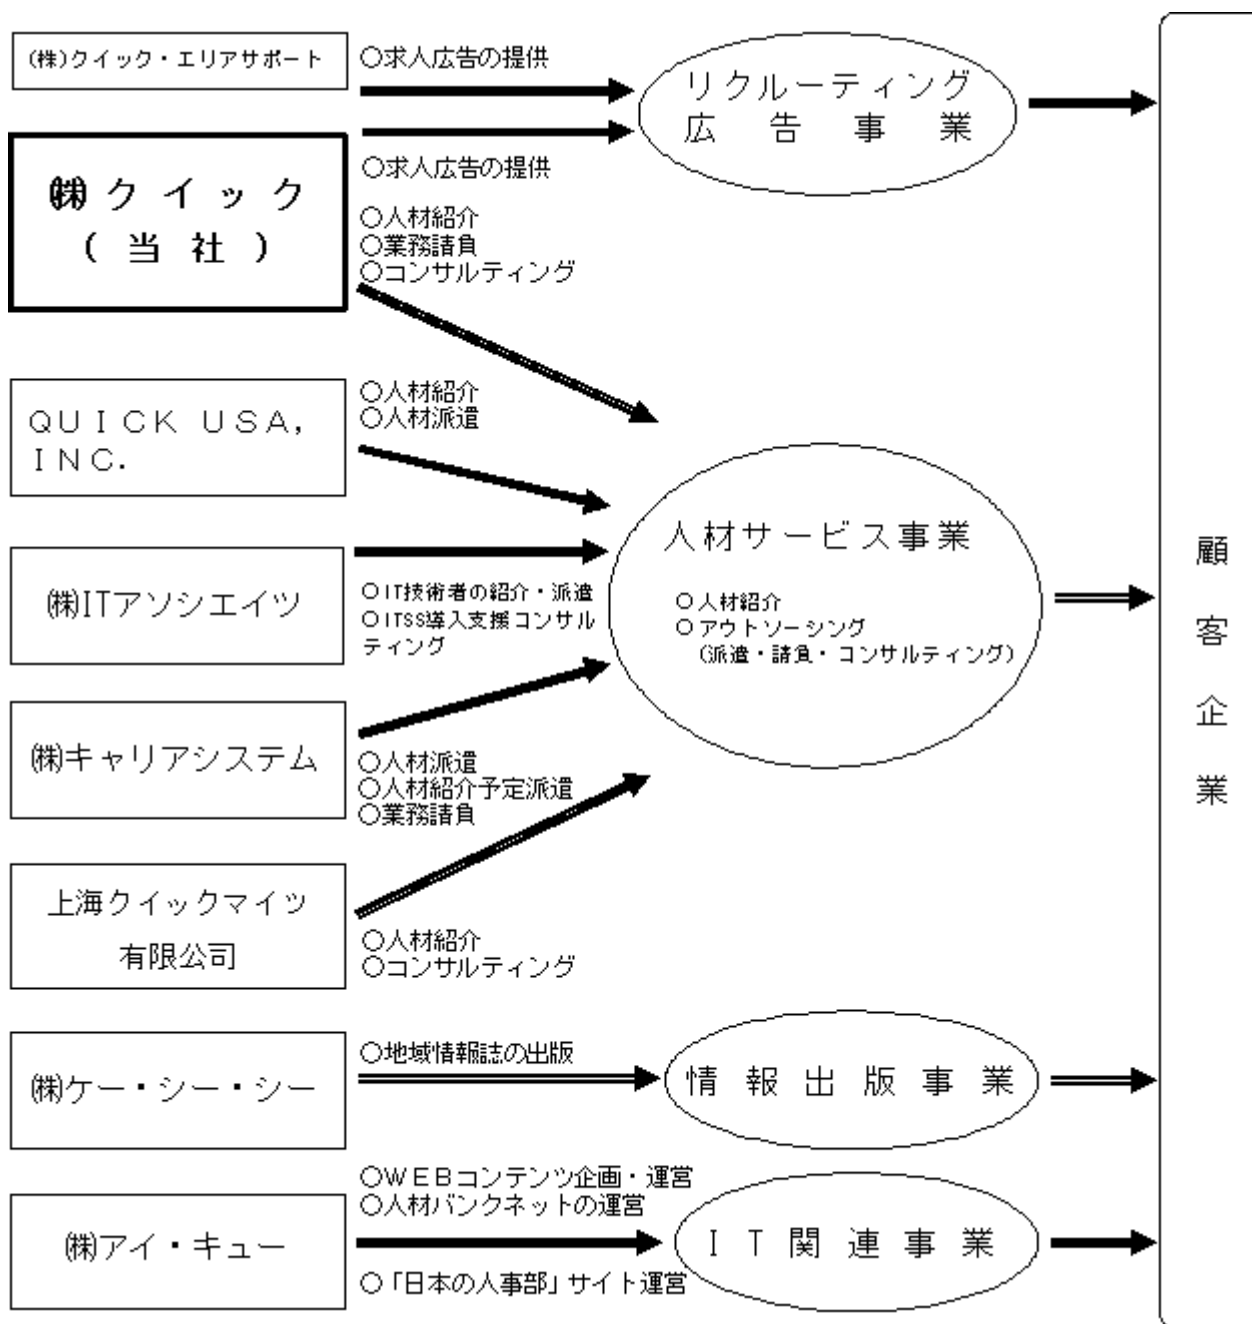 (株)クイック・エリアサポート
○求人広告の提供
リクルーティング
広告事業
㈱クイック
(当社)
○求人広告の提供
○人材紹介
○業務請負
○コンサルティング
QUICK USA,
INC.
○人材紹介
○人材派遣
人材サービス事業
○人材紹介
○アウトソーシング
(派遣・請負・コンサルティング)
㈱ITアソシエイツ
○IT技術者の紹介・派遣
○ITSS導入支援コンサル
ティング
㈱キャリアシステム
○人材派遣
○人材紹介予定派遣
○業務請負
上海クイックマイツ
有限公司
○人材紹介
○コンサルティング
㈱ケー・シー・シー
○地域情報誌の出版
情報出版事業
㈱アイ・キュー
○WEBコンテンツ企画・運営
○人材バンクネットの運営
○「日本の人事部」サイト運営
IT関連事業
顧客企業